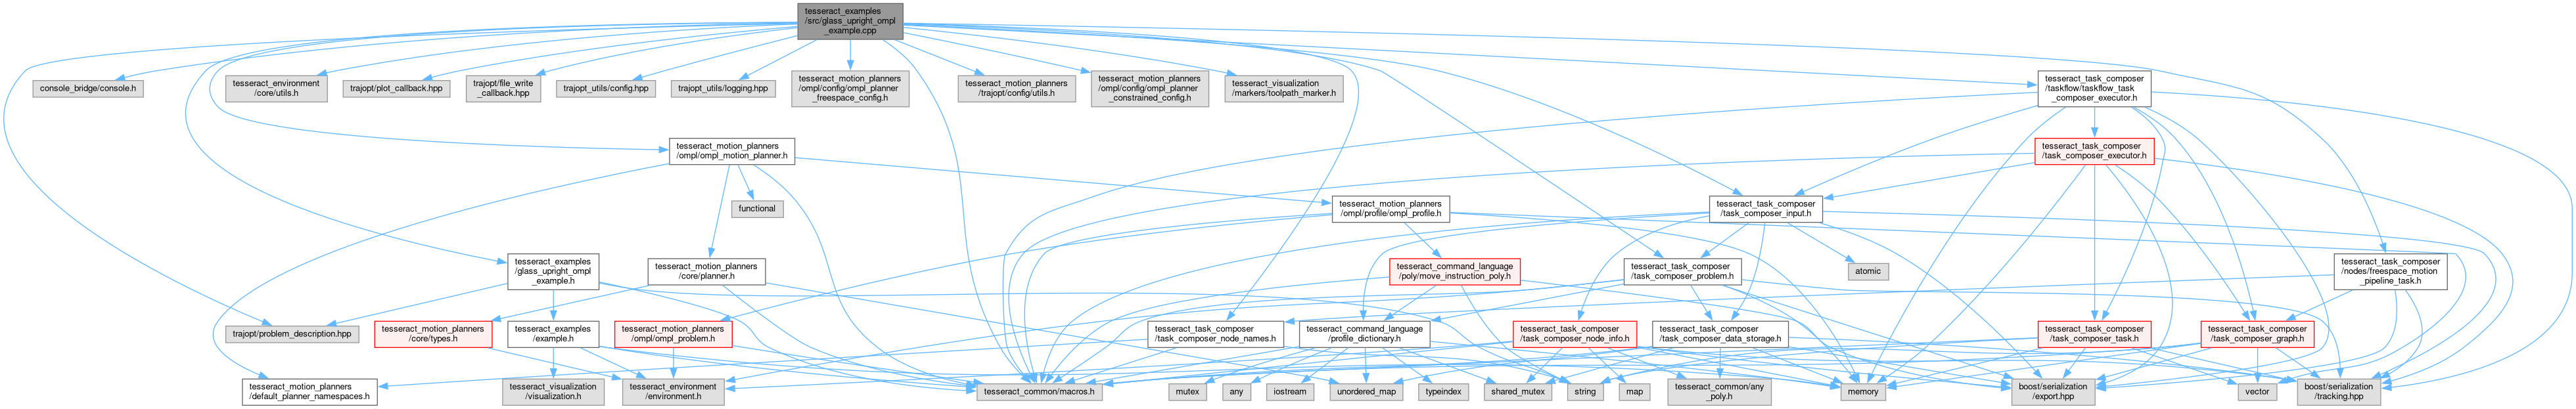 tesseract_examples
/src/glass_upright_ompl
_example.cpp
console_bridge/console.h
tesseract_environment
/core/utils.h
trajopt/plot_callback.hpp
trajopt/file_write
_callback.hpp
trajopt_utils/config.hpp
trajopt_utils/logging.hpp
tesseract_motion_planners
/ompl/config/ompl_planner
_freespace_config.h
tesseract_motion_planners
/trajopt/config/utils.h
tesseract_motion_planners
/ompl/config/ompl_planner
_constrained_config.h
tesseract_visualization
/markers/toolpath_marker.h
tesseract_task_composer
/taskflow/taskflow_task
_composer_executor.h
tesseract_motion_planners
/ompl/ompl_motion_planner.h
tesseract_task_composer
/task_composer_executor.h
functional
tesseract_motion_planners
/ompl/profile/ompl_profile.h
tesseract_task_composer
/task_composer_input.h
tesseract_examples
/glass_upright_ompl
_example.h
tesseract_motion_planners
/core/planner.h
tesseract_command_language
/poly/move_instruction_poly.h
tesseract_task_composer
/task_composer_problem.h
atomic
tesseract_task_composer
/nodes/freespace_motion
_pipeline_task.h
trajopt/problem_description.hpp
tesseract_motion_planners
/core/types.h
tesseract_examples
/example.h
tesseract_motion_planners
/ompl/ompl_problem.h
tesseract_task_composer
/task_composer_node_names.h
tesseract_command_language
/profile_dictionary.h
tesseract_task_composer
/task_composer_node_info.h
tesseract_task_composer
/task_composer_data_storage.h
tesseract_task_composer
/task_composer_task.h
tesseract_task_composer
/task_composer_graph.h
tesseract_motion_planners
/default_planner_namespaces.h
tesseract_visualization
/visualization.h
tesseract_environment
/environment.h
tesseract_common/macros.h
mutex
any
iostream
unordered_map
typeindex
shared_mutex
string
map
tesseract_common/any
_poly.h
memory
boost/serialization
/export.hpp
vector
boost/serialization
/tracking.hpp